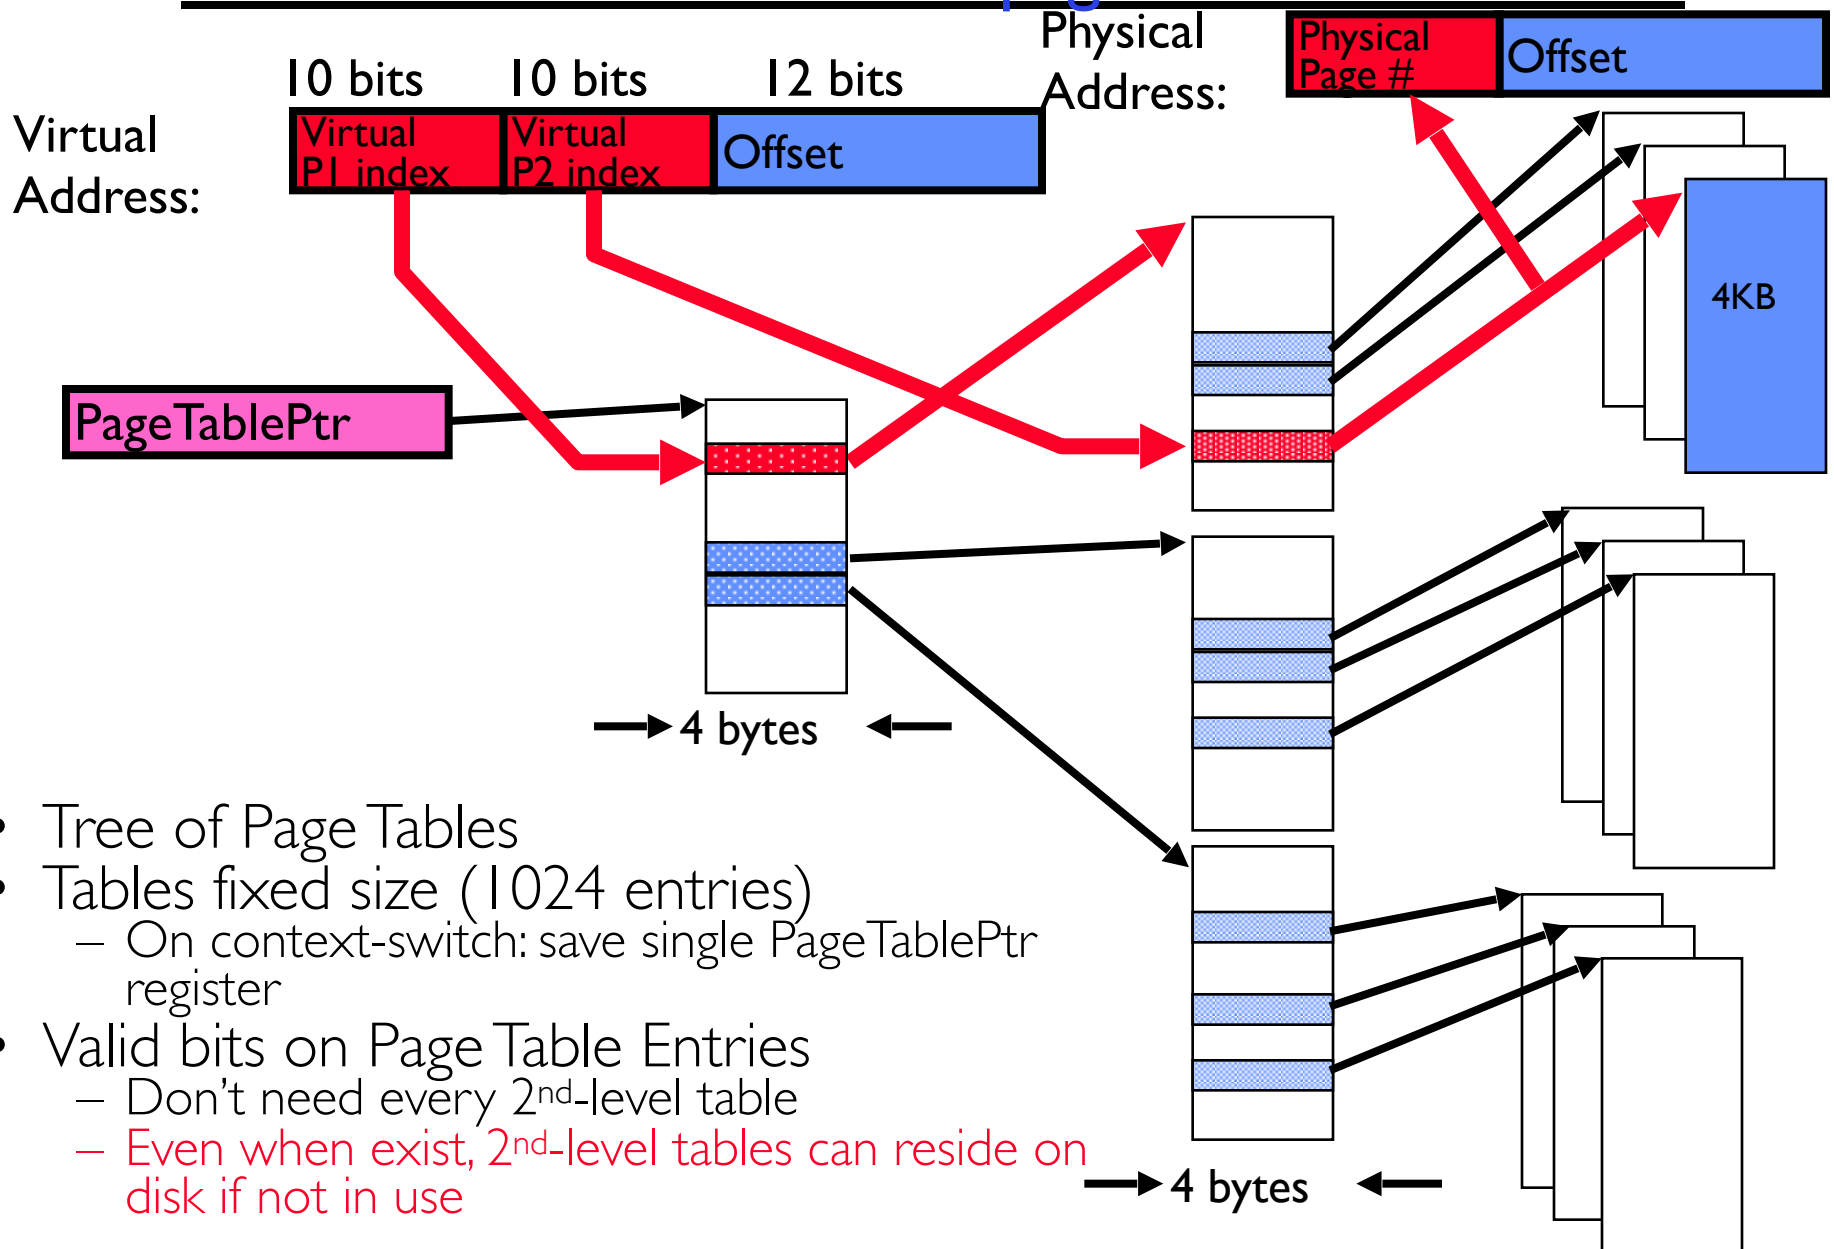 Physical
Address:
Physical
Page #
Offset
10 bits
10 bits
12 bits
Virtual
Address:
Virtual
P1 index
Virtual
P2 index
Offset
4KB
PageTablePtr
4 bytes
• Tree of Page Tables
• Tables fixed size (1024 entries)
– On context-switch: save single PageTablePtr
register
• Valid bits on Page Table Entries
– Don't need every 2nd-level table
– Even when exist, 2nd-level tables can reside on
disk if not in use
4 bytes